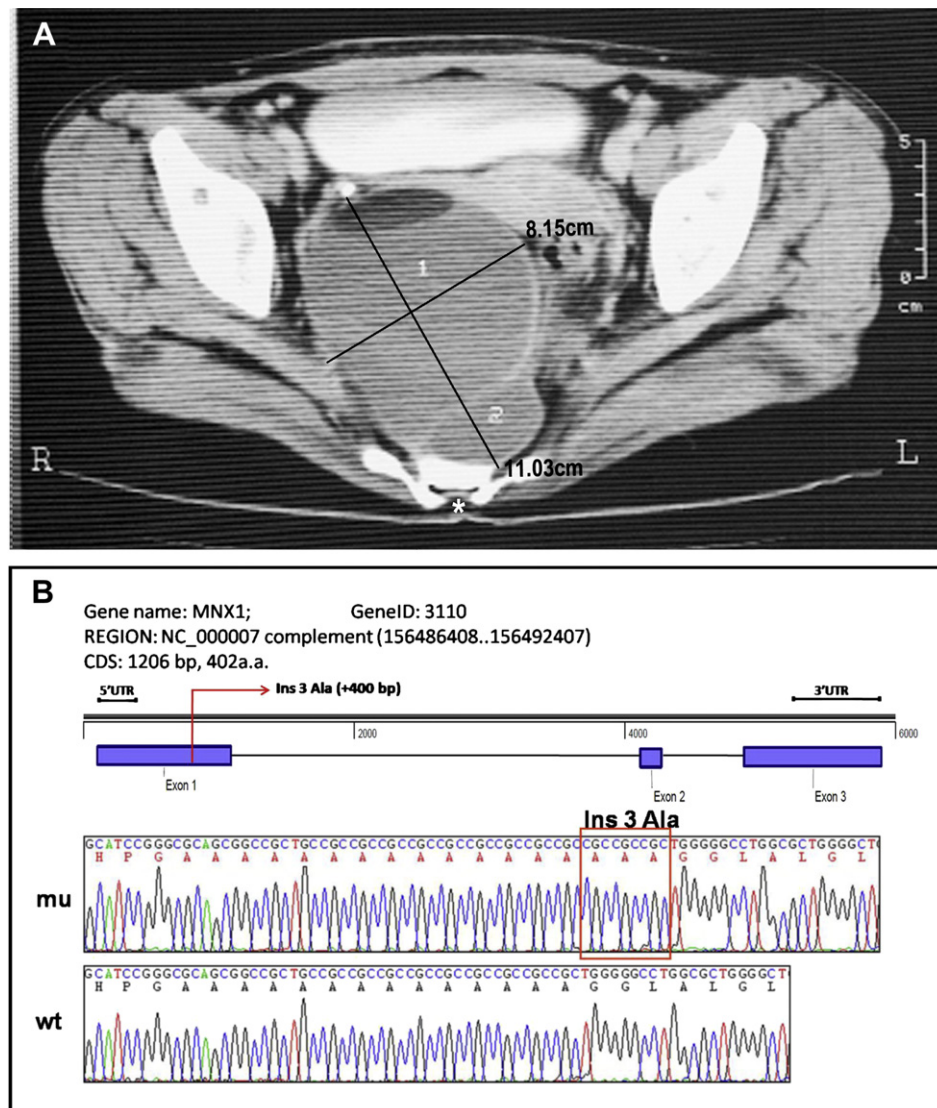 A
8.15cm
1
5
0
cm
2
R
11.03cm
L
*
B
Gene name: MNX1; GeneID: 3110
REGION: NC_000007 complement (156486408..156492407)
CDS: 1206 bp, 402a.a.
5'UTR
Ins 3 Ala (+400 bp)
3'UTR
2000
4000
6000
Exon 1
Exon 2
Exon 3
Ins 3 Ala
GCATCCGGGCGCAGCGGCCGCTGCCGCCGCCGCCGCCGCCGCCGCCGCCGCCGCCGCCGCTGGGGGCCTGGCGCTGGGGCTG
H P G A A A A A A A A A A A A A A A A A G G L A L G L
mu
GCATCCGGGCGCAGCGGCCGCTGCCGCCGCCGCCGCCGCCGCCGCCGCCGCTGGGGGCCTGGCGCTGGGGCT
H P G A A A A A A A A A A A A A A G G L A L G L
wt